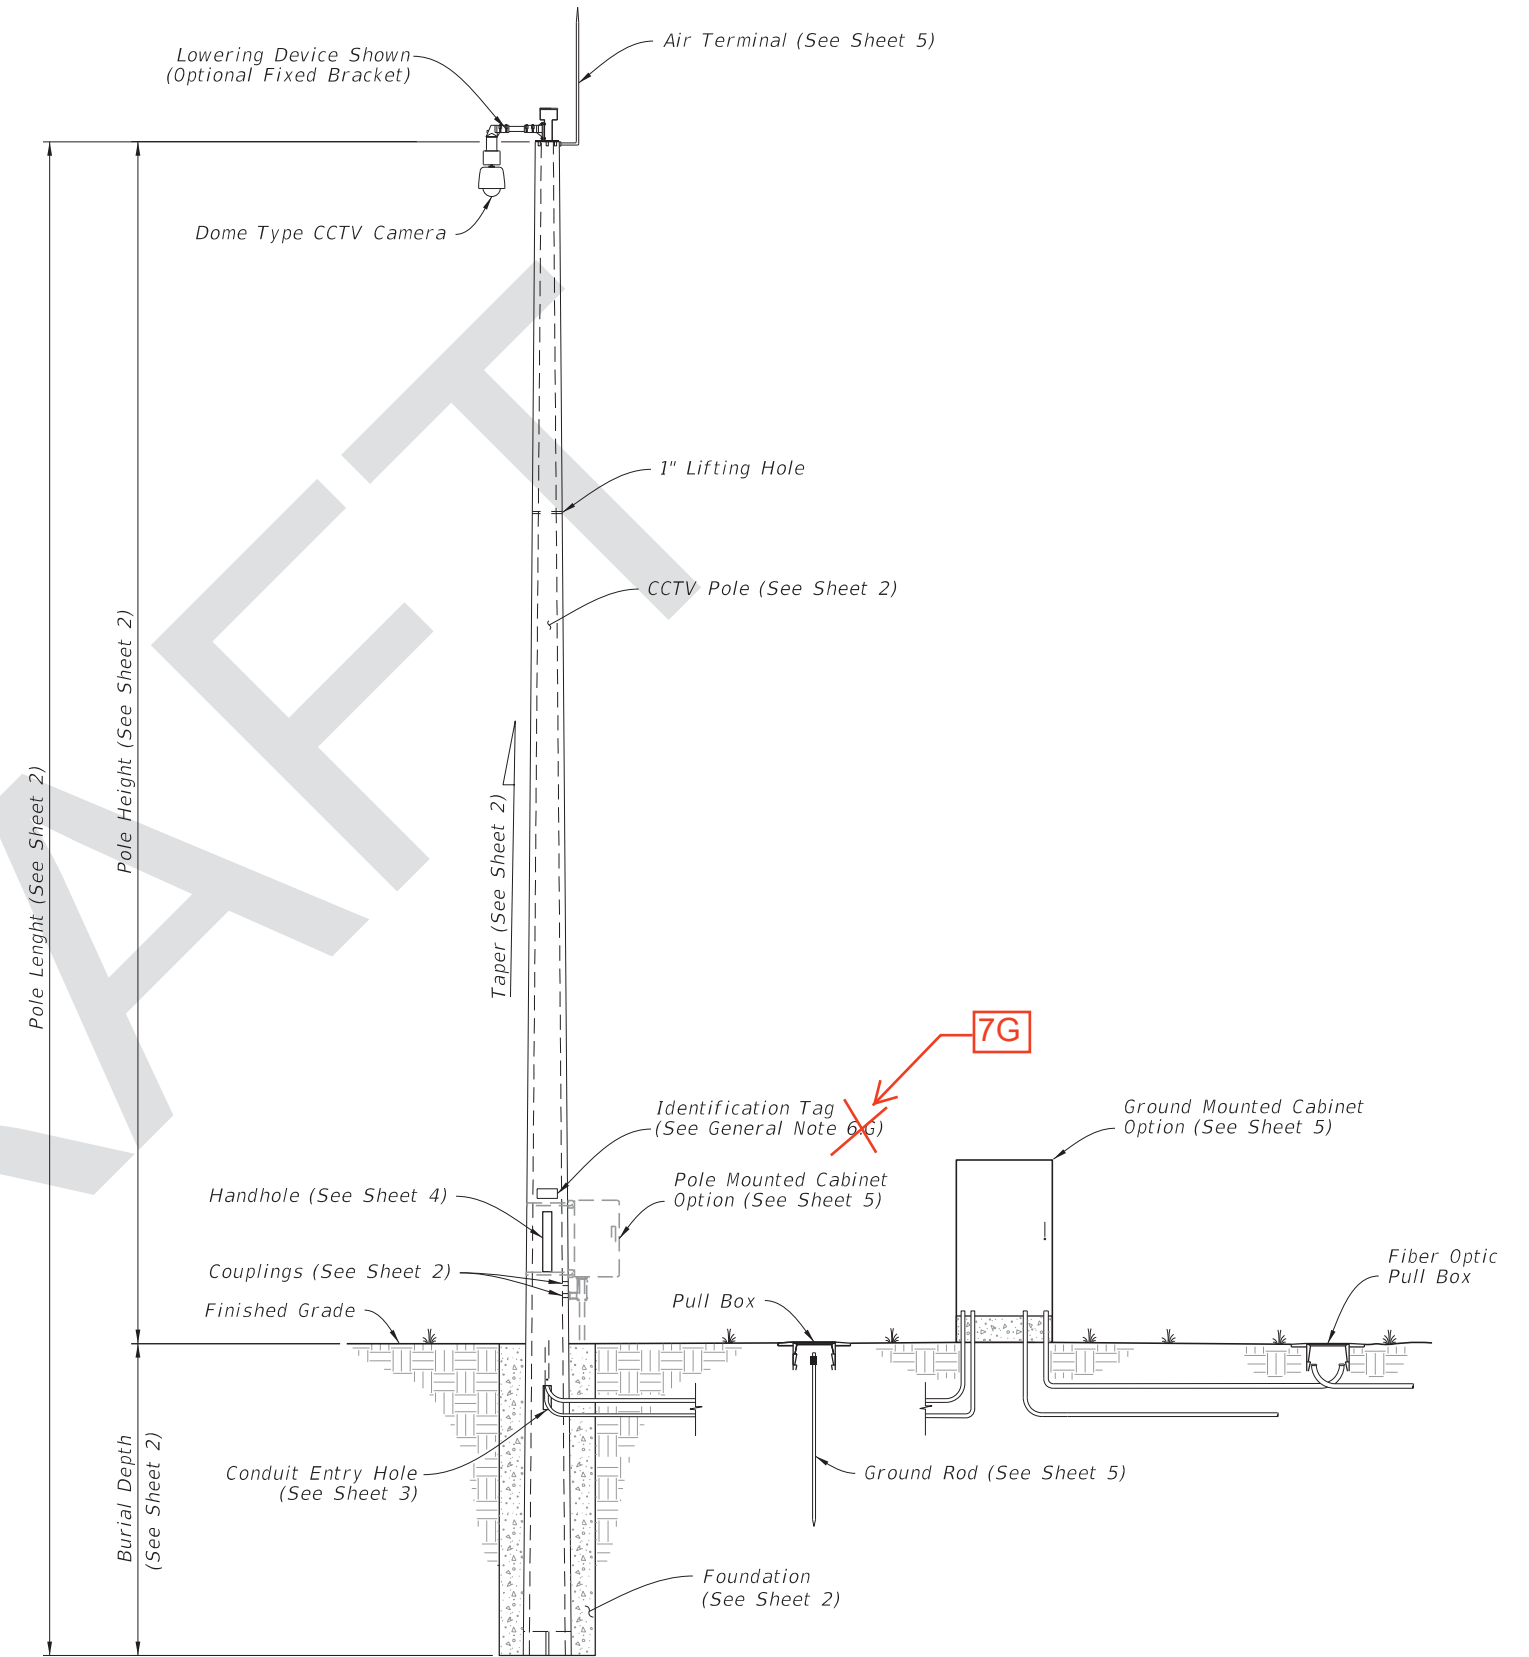 Air Terminal (See Sheet 5)
Lowering Device Shown
(Optional Fixed Bracket)
Dome Type CCTV Camera
1" Lifting Hole
CCTV Pole (See Sheet 2)
Pole Height (See Sheet 2)
Pole Lenght (See Sheet 2)
Taper (See Sheet 2)
7G
Identification Tag
(See General Note 6.G)
Ground Mounted Cabinet
Option (See Sheet 5)
Pole Mounted Cabinet
Option (See Sheet 5)
Handhole (See Sheet 4)
Couplings (See Sheet 2)
Finished Grade
Pull Box
Fiber Optic
Pull Box
Conduit Entry Hole
(See Sheet 3)
Ground Rod (See Sheet 5)
Burial Depth
(See Sheet 2)
Foundation
(See Sheet 2)
AFT